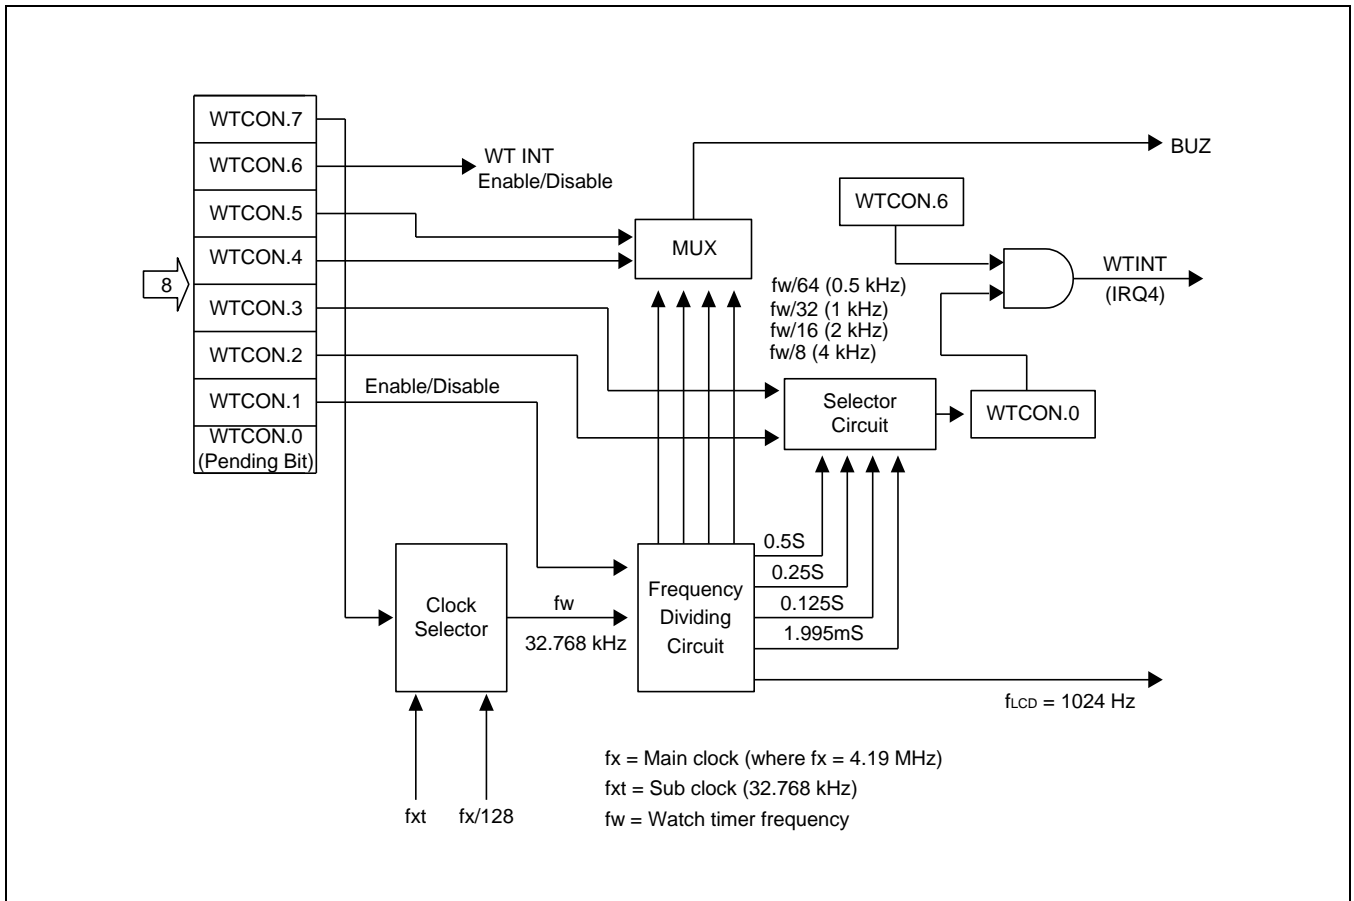 WTCON.7
WTCON.6
WTCON.5
WTCON.4
WTCON.3
WTCON.2
WTCON.1
WTCON.0
(Pending Bit)
8
WT INT
Enable/Disable
Enable/Disable
MUX
BUZ
WTCON.6
WTINT
(IRQ4)
fw/64 (0.5 kHz)
fw/32 (1 kHz)
fw/16 (2 kHz)
fw/8 (4 kHz)
Selector
Circuit
WTCON.0
Clock
Selector
fw
32.768 kHz
Frequency
Dividing
Circuit
0.5S
0.25S
0.125S
1.995mS
fLCD = 1024 Hz
fxt
fx/128
fx = Main clock (where fx = 4.19 MHz)
fxt = Sub clock (32.768 kHz)
fw = Watch timer frequency